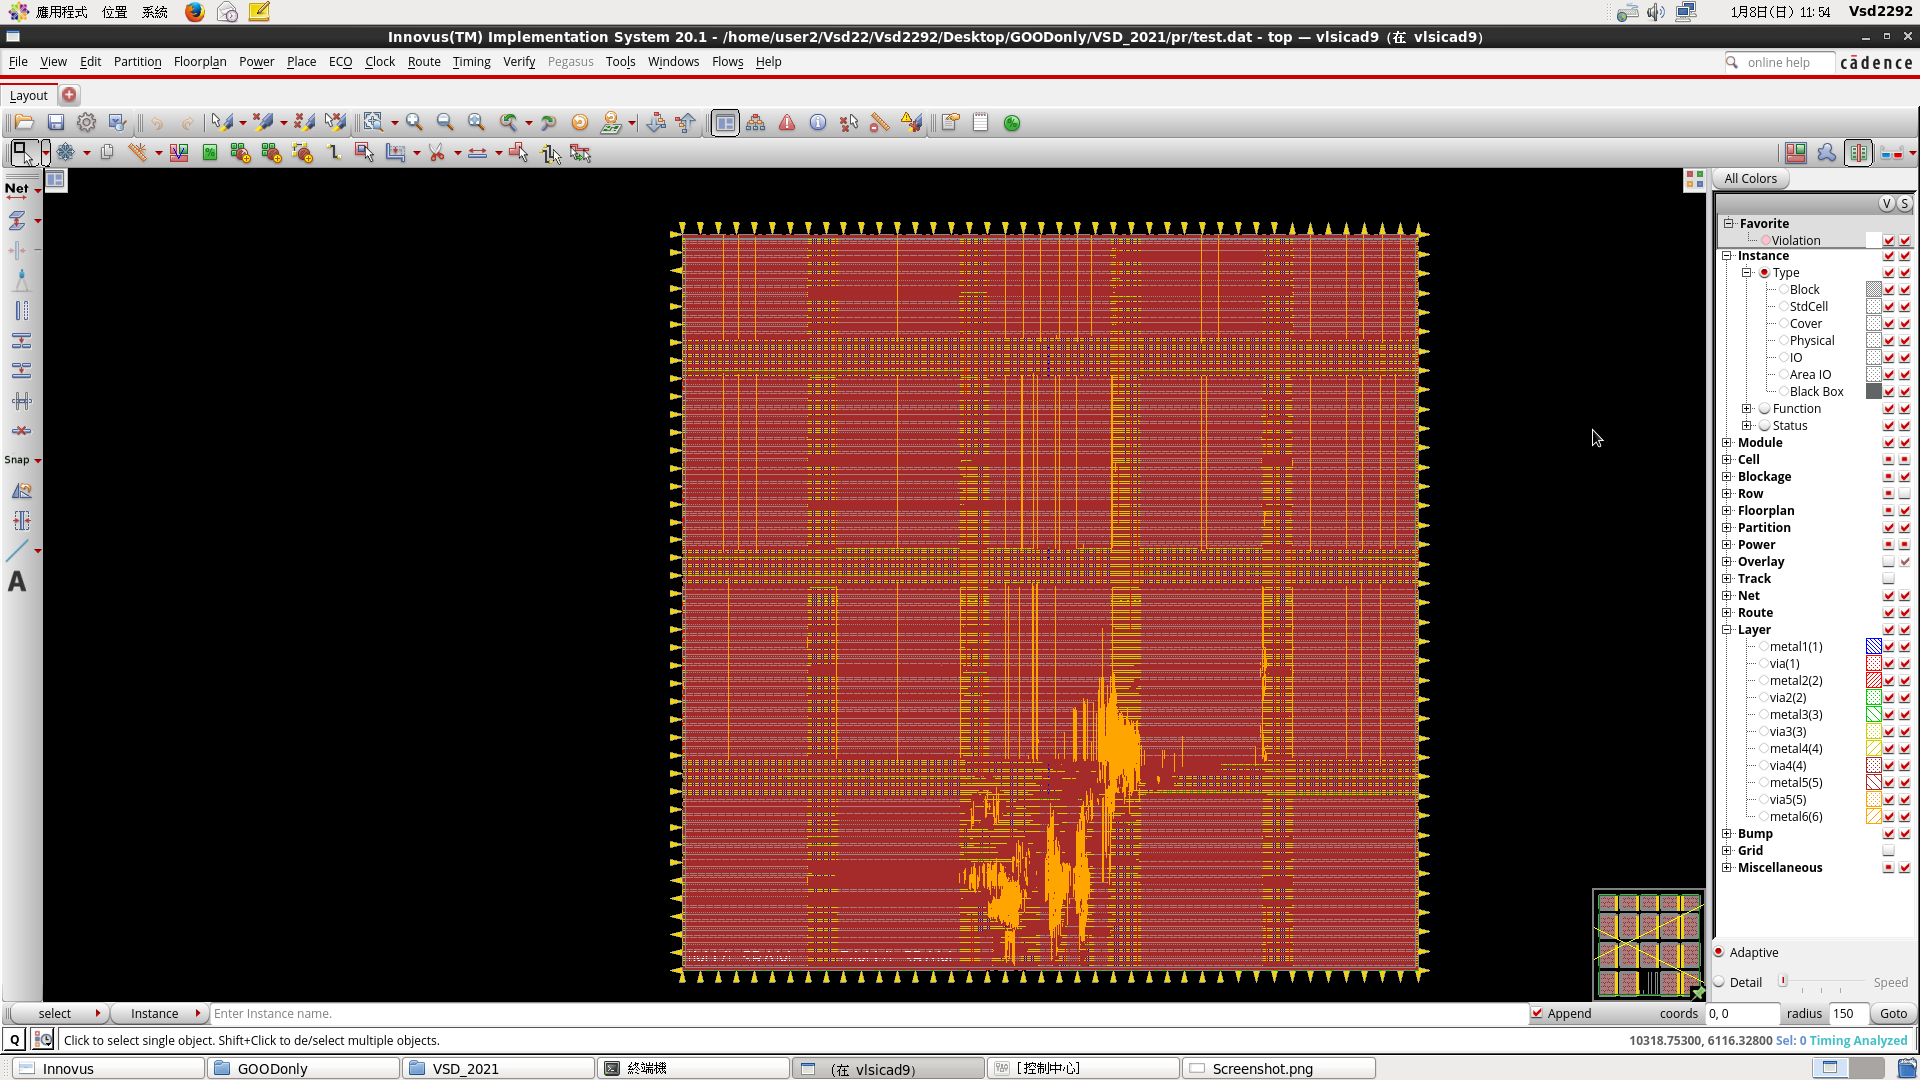 應用程式 位置 系統 1月8日(日) 11:54 Vsd2292
Innovus(TM) Implementation System 20.1 - /home/user2/Vsd22/Vsd2292/Desktop/GOODonly/VSD_2021/pr/test.dat - top — vlsicad9 (在 vlsicad9)
File View Edit Partition Floorplan Power Place ECO Clock Route Timing Verify Pegasus Tools Windows Flows Help online help cādence
Layout
Net
All Colors
V S
Favorite
Violation
Instance
Type
Block
StdCell
Cover
Physical
IO
Area IO
Black Box
Function
Status
Module
Cell
Snap
Blockage
Row
Floorplan
Partition
Power
Overlay
Track
A
Net
Route
Layer
metal1(1)
via(1)
metal2(2)
via2(2)
metal3(3)
via3(3)
metal4(4)
via4(4)
metal5(5)
via5(5)
metal6(6)
Bump
Grid
Miscellaneous
Adaptive
Detail Speed
select Instance Enter Instance name. Append coords 0, 0 radius 150 Goto
Q Click to select single object. Shift+Click to de/select multiple objects. 10318.75300, 6116.32800 Sel: 0 Timing Analyzed
Innovus GOODonly VSD_2021 終端機 (在 vlsicad9) [控制中心] Screenshot.png